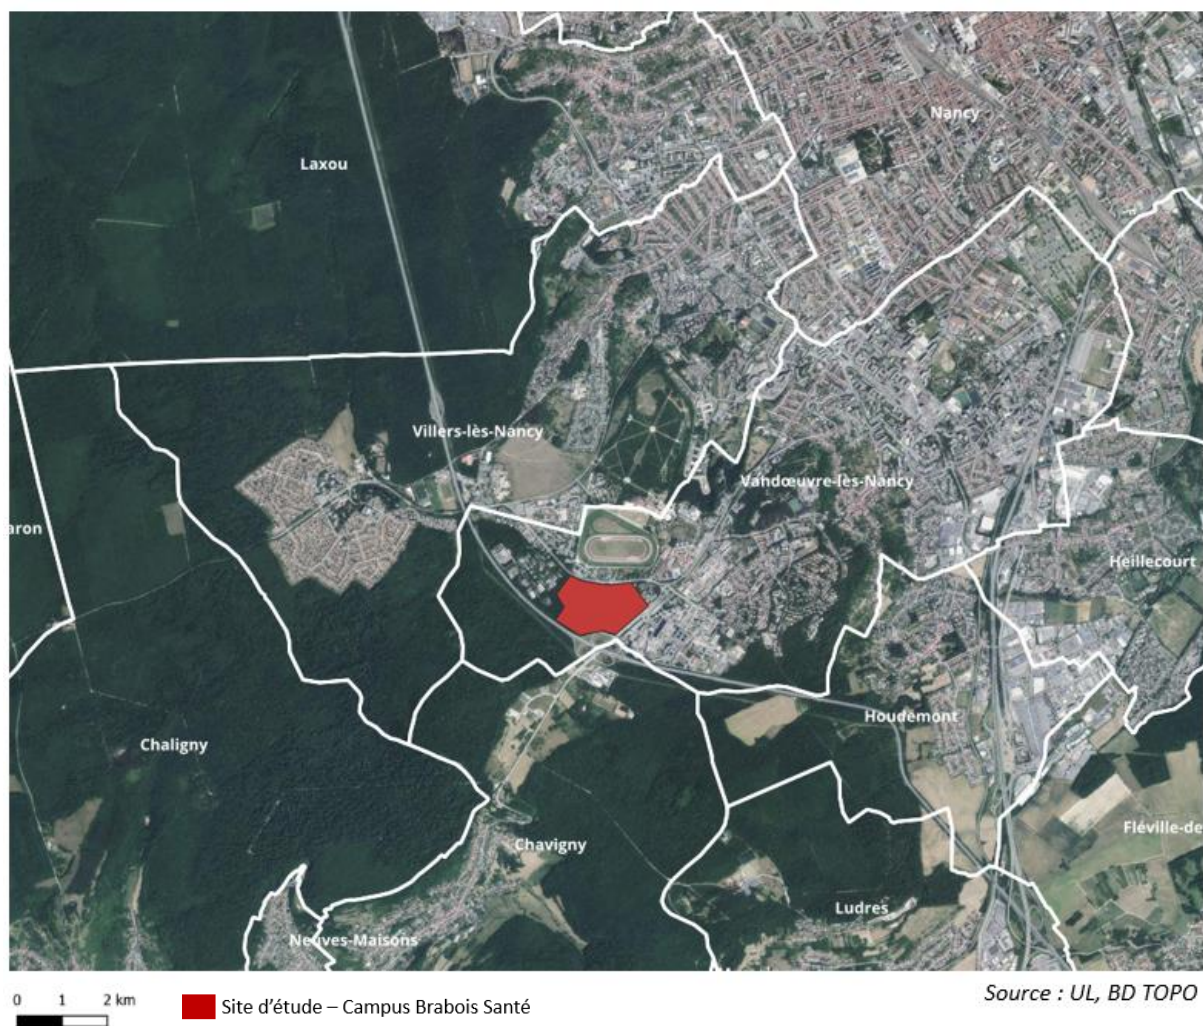 Nancy
Laxou
Villers-lès-Nancy
Vandœuvre-lès-Nancy
aron
Heillecourt
Houdemont
Chaligny
Fléville-de
Chavigny
Ludres
Neuves-Maisons
0 1 2 km
Site d'étude – Campus Brabois Santé
Source : UL, BD TOPO